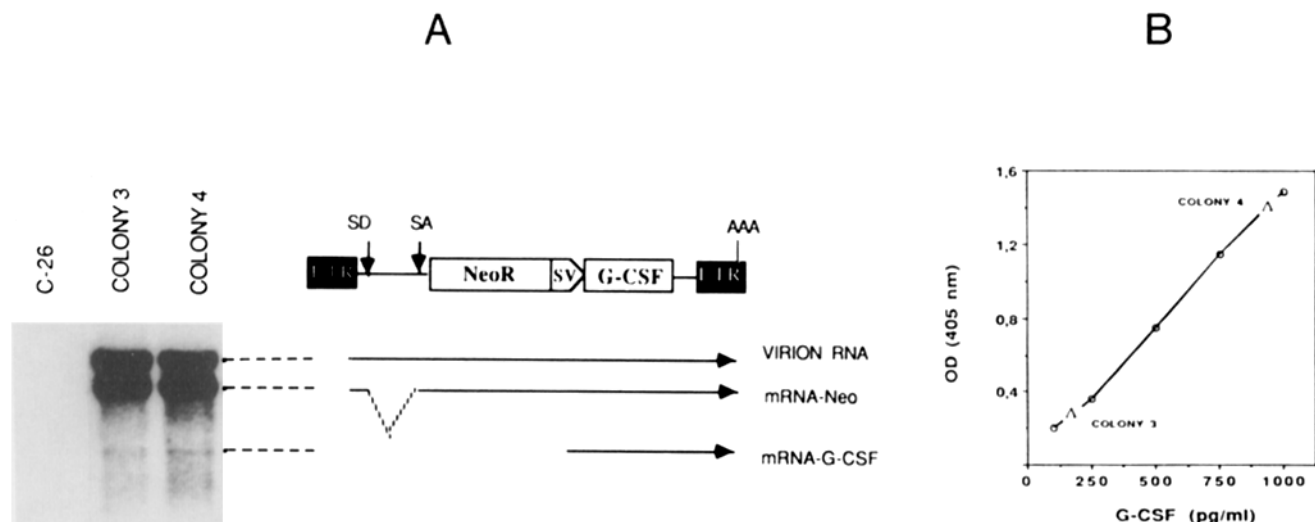 A
B
C-26
COLONY 3
COLONY 4
SD
SA
AAA
LTR
NeoR
SV
G-CSF
LTR
VIRION RNA
mRNA-Neo
mRNA-G-CSF
1,6
1,2
0,8
0,4
OD (405 nm)
COLONY 4
COLONY 3
0
250
500
750
1000
G-CSF (pg/ml)